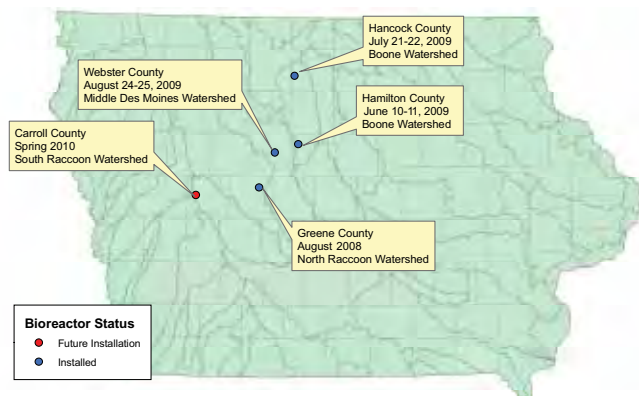 Hancock County
July 21-22, 2009
Boone Watershed
Webster County
August 24-25, 2009
Middle Des Moines Watershed
Hamilton County
June 10-11, 2009
Boone Watershed
Carroll County
Spring 2010
South Raccoon Watershed
Greene County
August 2008
North Raccoon Watershed
Bioreactor Status
Future Installation
Installed